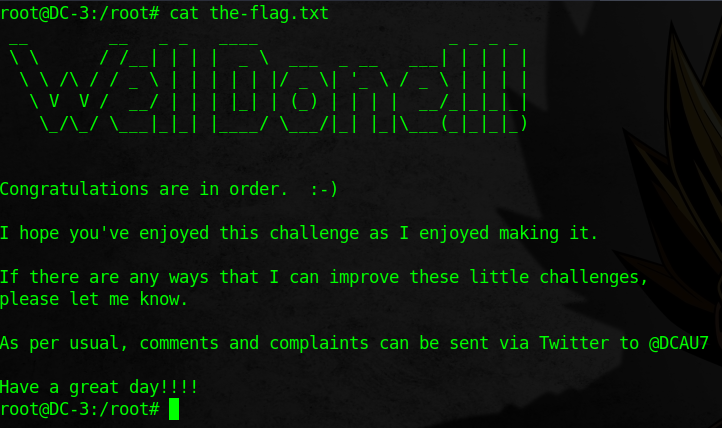 root@DC-3:/root# cat the-flag.txt
 __        __   _ _   ____                   _ _ _ _ 
 \ \      / /__| | | |  _ \  ___  _ __   ___| | | | |
  \ \ /\ / / _ \ | | | | | |/ _ \| '_ \ / _ \ | | | |
   \ V  V /  __/ | | | |_| | (_) | | | |  __/_|_|_|_|
    \_/\_/ \___|_|_| |____/ \___/|_| |_|\___(_|_|_|_)
Congratulations are in order.  :-)
I hope you've enjoyed this challenge as I enjoyed making it.
If there are any ways that I can improve these little challenges,
please let me know.
As per usual, comments and complaints can be sent via Twitter to @DCAU7
Have a great day!!!!
root@DC-3:/root#